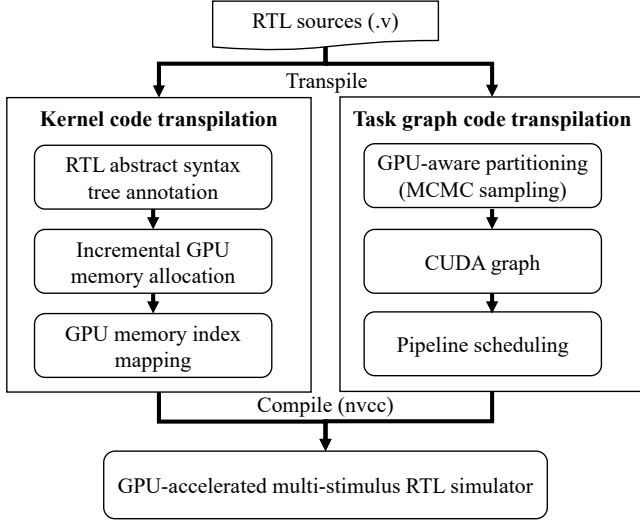 RTL sources (.v)
Transpile
Kernel code transpilation
RTL abstract syntax
tree annotation
Incremental GPU
memory allocation
GPU memory index
mapping
Task graph code transpilation
GPU-aware partitioning
(MCMC sampling)
CUDA graph
Pipeline scheduling
Compile (nvcc)
GPU-accelerated multi-stimulus RTL simulator